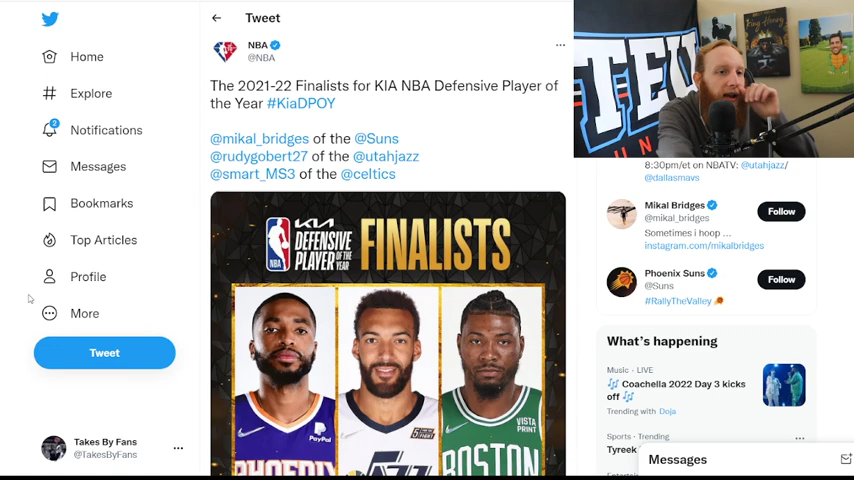 Tweet
Home
Explore
2
Notifications
Messages
Bookmarks
Top Articles
Profile
More
Tweet
Takes By Fans
@TakesByFans
NBA
@NBA
The 2021-22 Finalists for KIA NBA Defensive Player of
the Year #KiaDPOY
@mikal_bridges of the @Suns
@rudygobert27 of the @utahjazz
@smart_MS3 of the @celtics
NBA
KIA
DEFENSIVE
PLAYER OF THE
YEAR
FINALISTS
PayPal
PHOENIX
VISTA
PRINT
BOSTON
8:30pm/et on NBATV: @utahjazz/
@dallasmavs
Mikal Bridges
@mikal_bridges
Follow
Sometimes i hoop ...
instagram.com/mikalbridges
Phoenix Suns
@Suns
Follow
#RallyTheValley
What's happening
Music · LIVE
Coachella 2022 Day 3 kicks
off
Trending with Doja
Sports · Trending
Tyreek
Messages